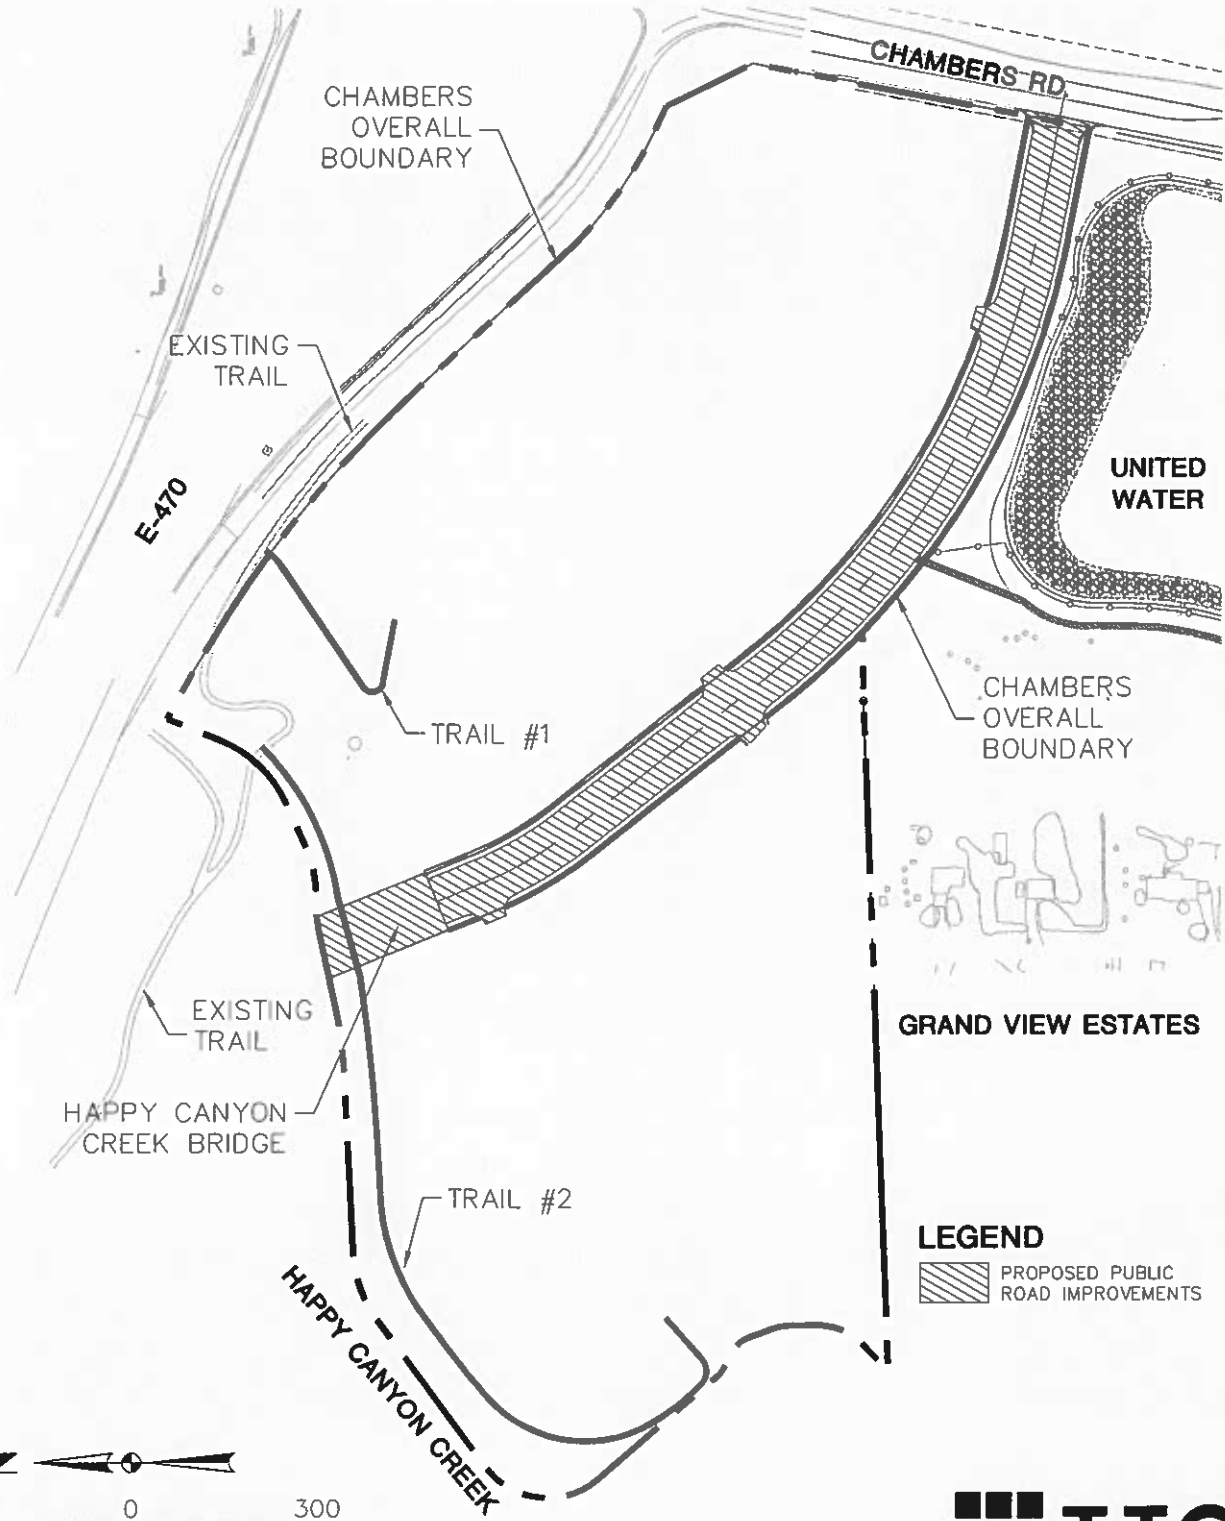 CHAMBERS RD
CHAMBERS
OVERALL
BOUNDARY
EXISTING
TRAIL
E-470
UNITED
WATER
CHAMBERS
OVERALL
BOUNDARY
TRAIL #1
EXISTING
TRAIL
GRAND VIEW ESTATES
HAPPY CANYON
CREEK BRIDGE
TRAIL #2
LEGEND
PROPOSED PUBLIC
ROAD IMPROVEMENTS
HAPPY CANYON CREEK
0 300